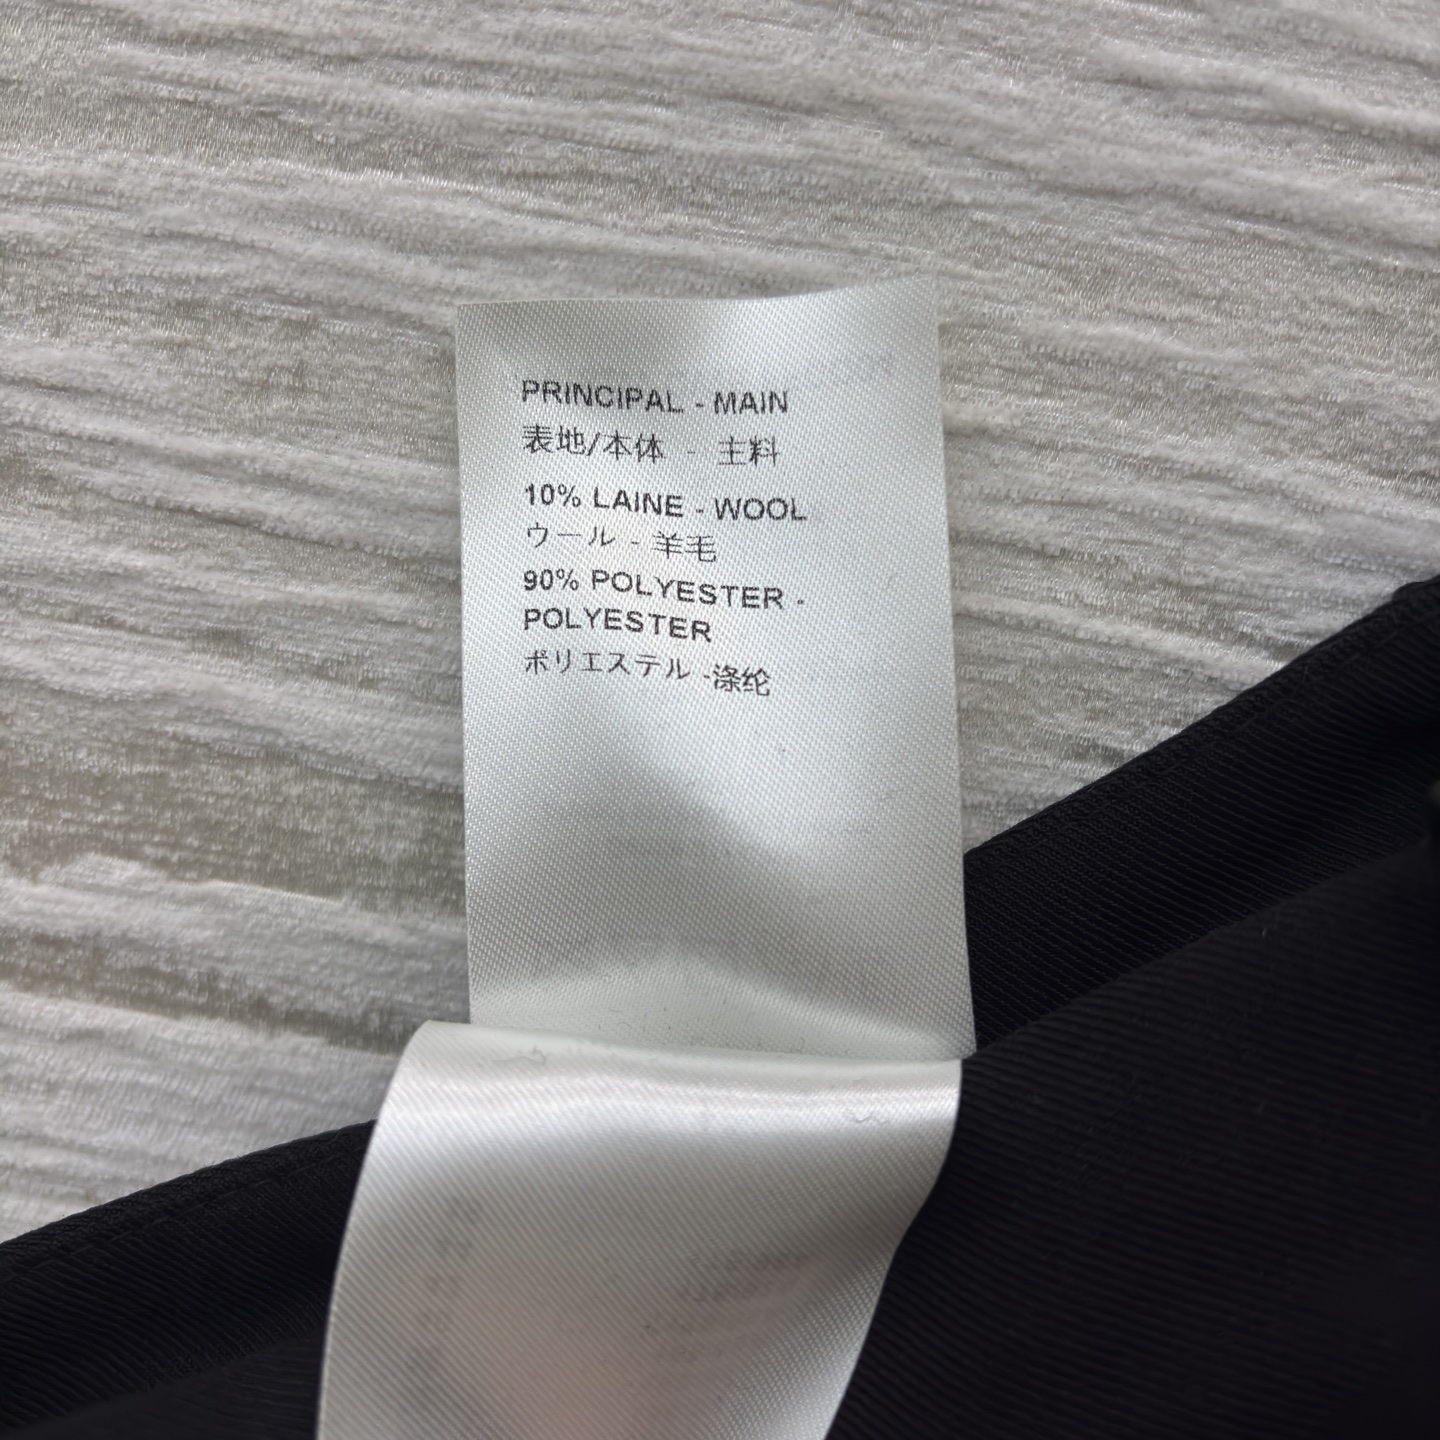 PRINCIPAL - MAIN
表地/本体 - 主料
10% LAINE - WOOL
ウール - 羊毛
90% POLYESTER -
POLYESTER
ポリエステル -涤纶